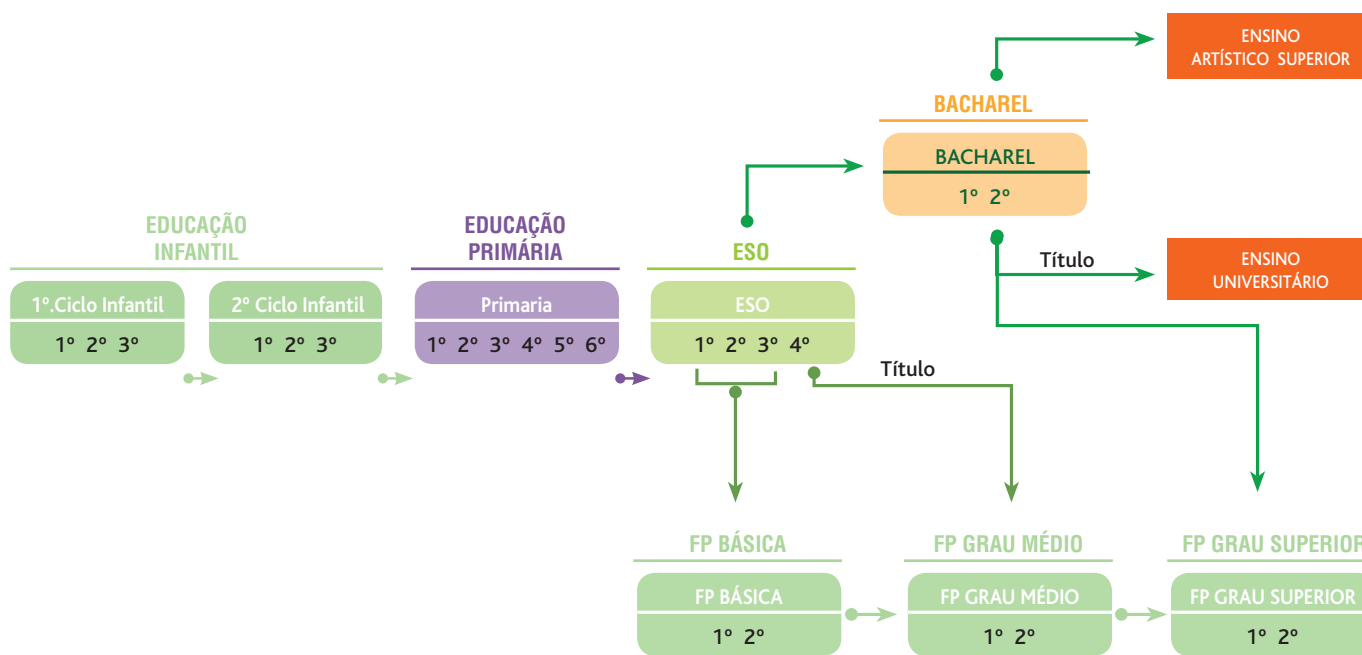 ENSINO
ARTÍSTICO SUPERIOR
BACHAREL
BACHAREL
1º 2º
EDUCAÇÃO
INFANTIL
1º.Ciclo Infantil
1º 2º 3º
2º Ciclo Infantil
1º 2º 3º
EDUCAÇÃO
PRIMÁRIA
Primaria
1º 2º 3º 4º 5º 6º
ESO
ESO
1º 2º 3º 4º
Título
ENSINO
UNIVERSITÁRIO
Título
FP BÁSICA
FP BÁSICA
1º 2º
FP GRAU MÉDIO
FP GRAU MÉDIO
1º 2º
FP GRAU SUPERIOR
FP GRAU SUPERIOR
1º 2º